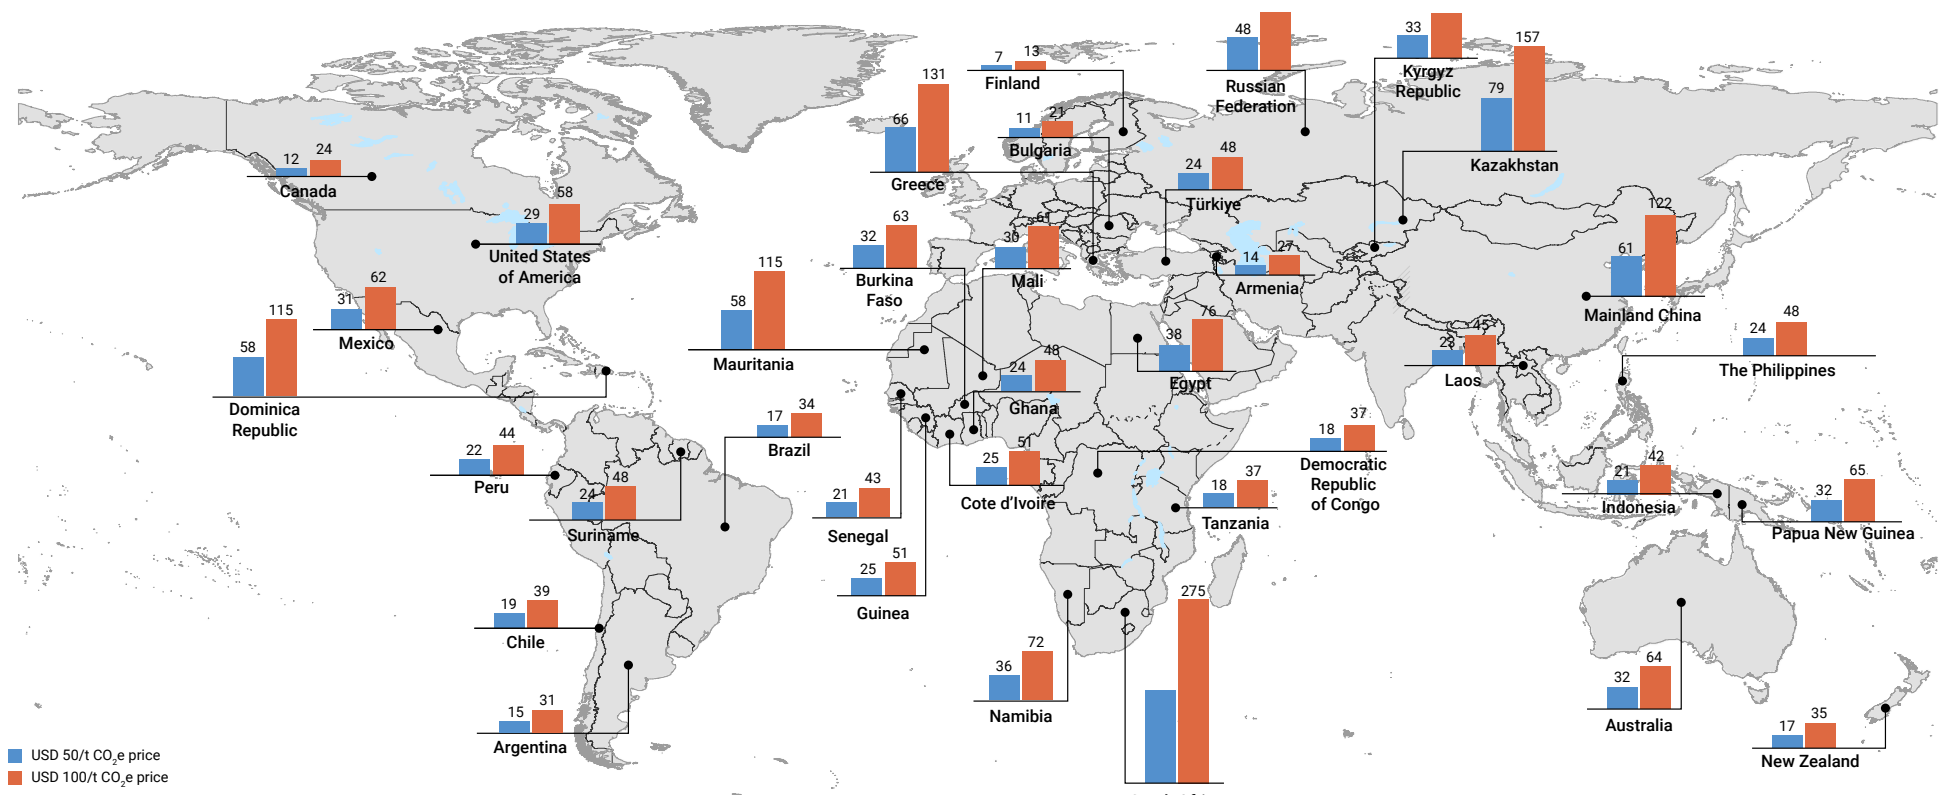 7
13
Finland
48
Russian
Federation
33
Kyrgyz
Republic
79
157
Kazakhstan
66
131
Greece
11
21
Bulgaria
24
48
Türkiye
12
24
Canada
29
58
United States
of America
32
63
Burkina
Faso
30
61
Mali
14
27
Armenia
61
122
Mainland China
31
62
Mexico
58
115
Dominica
Republic
58
115
Mauritania
38
76
Egypt
24
48
Ghana
23
45
Laos
24
48
The Philippines
17
34
Brazil
22
44
Peru
24
48
Suriname
21
43
Senegal
25
51
Cote d'Ivoire
18
37
Democratic
Republic
of Congo
18
37
Tanzania
21
42
Indonesia
32
65
Papua New Guinea
25
51
Guinea
19
39
Chile
15
31
Argentina
36
72
Namibia
275
32
64
Australia
17
35
New Zealand
USD 50/t CO₂e price
USD 100/t CO₂e price